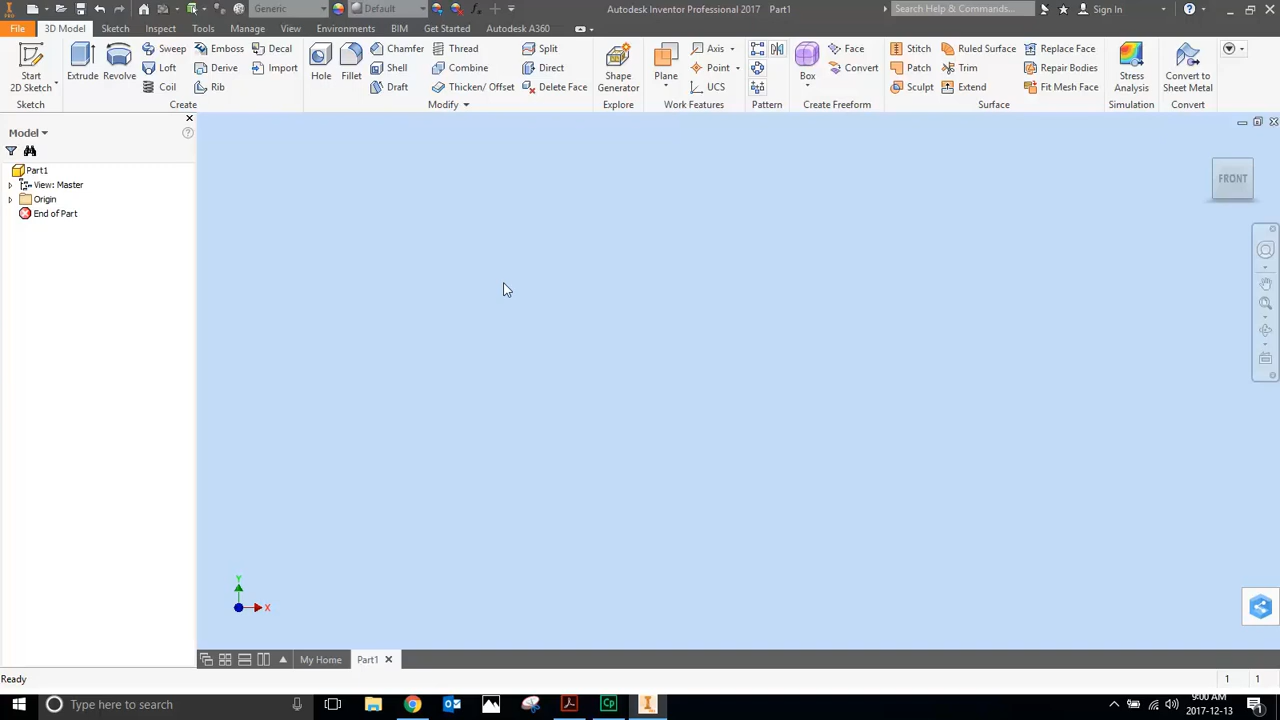 PRO Generic Default Autodesk Inventor Professional 2017 Part1 Search Help & Commands... Sign In
File 3D Model Sketch Inspect Tools Manage View Environments BIM Get Started Autodesk A360
Start 2D Sketch Extrude Revolve Sweep Emboss Decal Hole Fillet Chamfer Thread Split Shape Generator Plane Axis Box Face Stitch Ruled Surface Replace Face Stress Analysis Convert to Sheet Metal
Loft Derive Import Shell Combine Direct Point Convert Patch Trim Repair Bodies
Coil Rib Draft Thicken/ Offset Delete Face UCS Sculpt Extend Fit Mesh Face
Sketch Create Modify Explore Work Features Pattern Create Freeform Surface Simulation Convert
Model
Part1
View: Master
Origin
End of Part
FRONT
Y
X
My Home Part1
Ready 1 1
Type here to search Cp 9:00 AM
2017-12-13